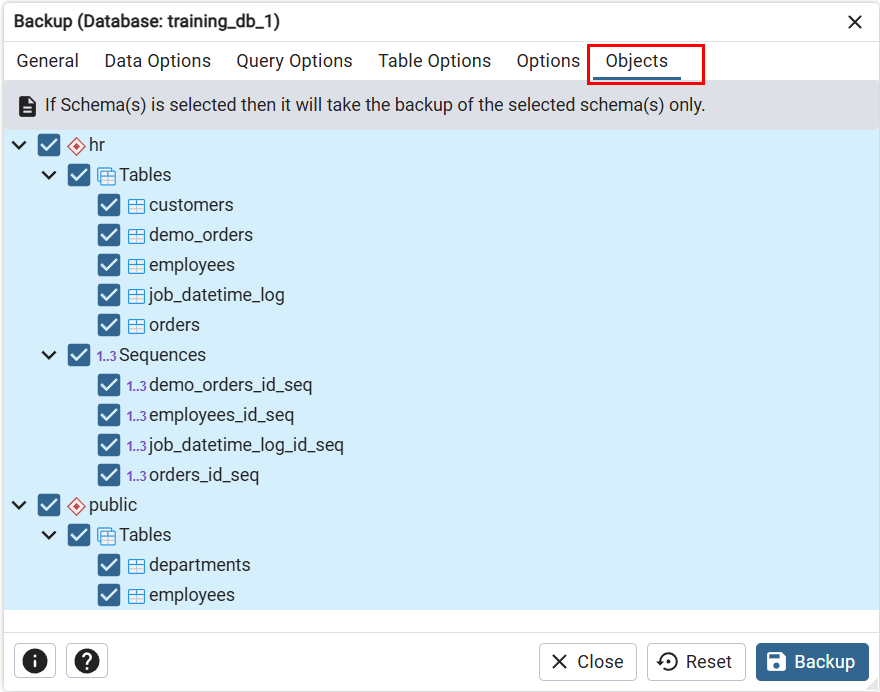 Backup (Database: training_db_1)
General Data Options Query Options Table Options Options Objects
If Schema(s) is selected then it will take the backup of the selected schema(s) only.
hr
Tables
customers
demo_orders
employees
job_datetime_log
orders
1..3 Sequences
1..3 demo_orders_id_seq
1..3 employees_id_seq
1..3 job_datetime_log_id_seq
1..3 orders_id_seq
public
Tables
departments
employees
Close Reset Backup